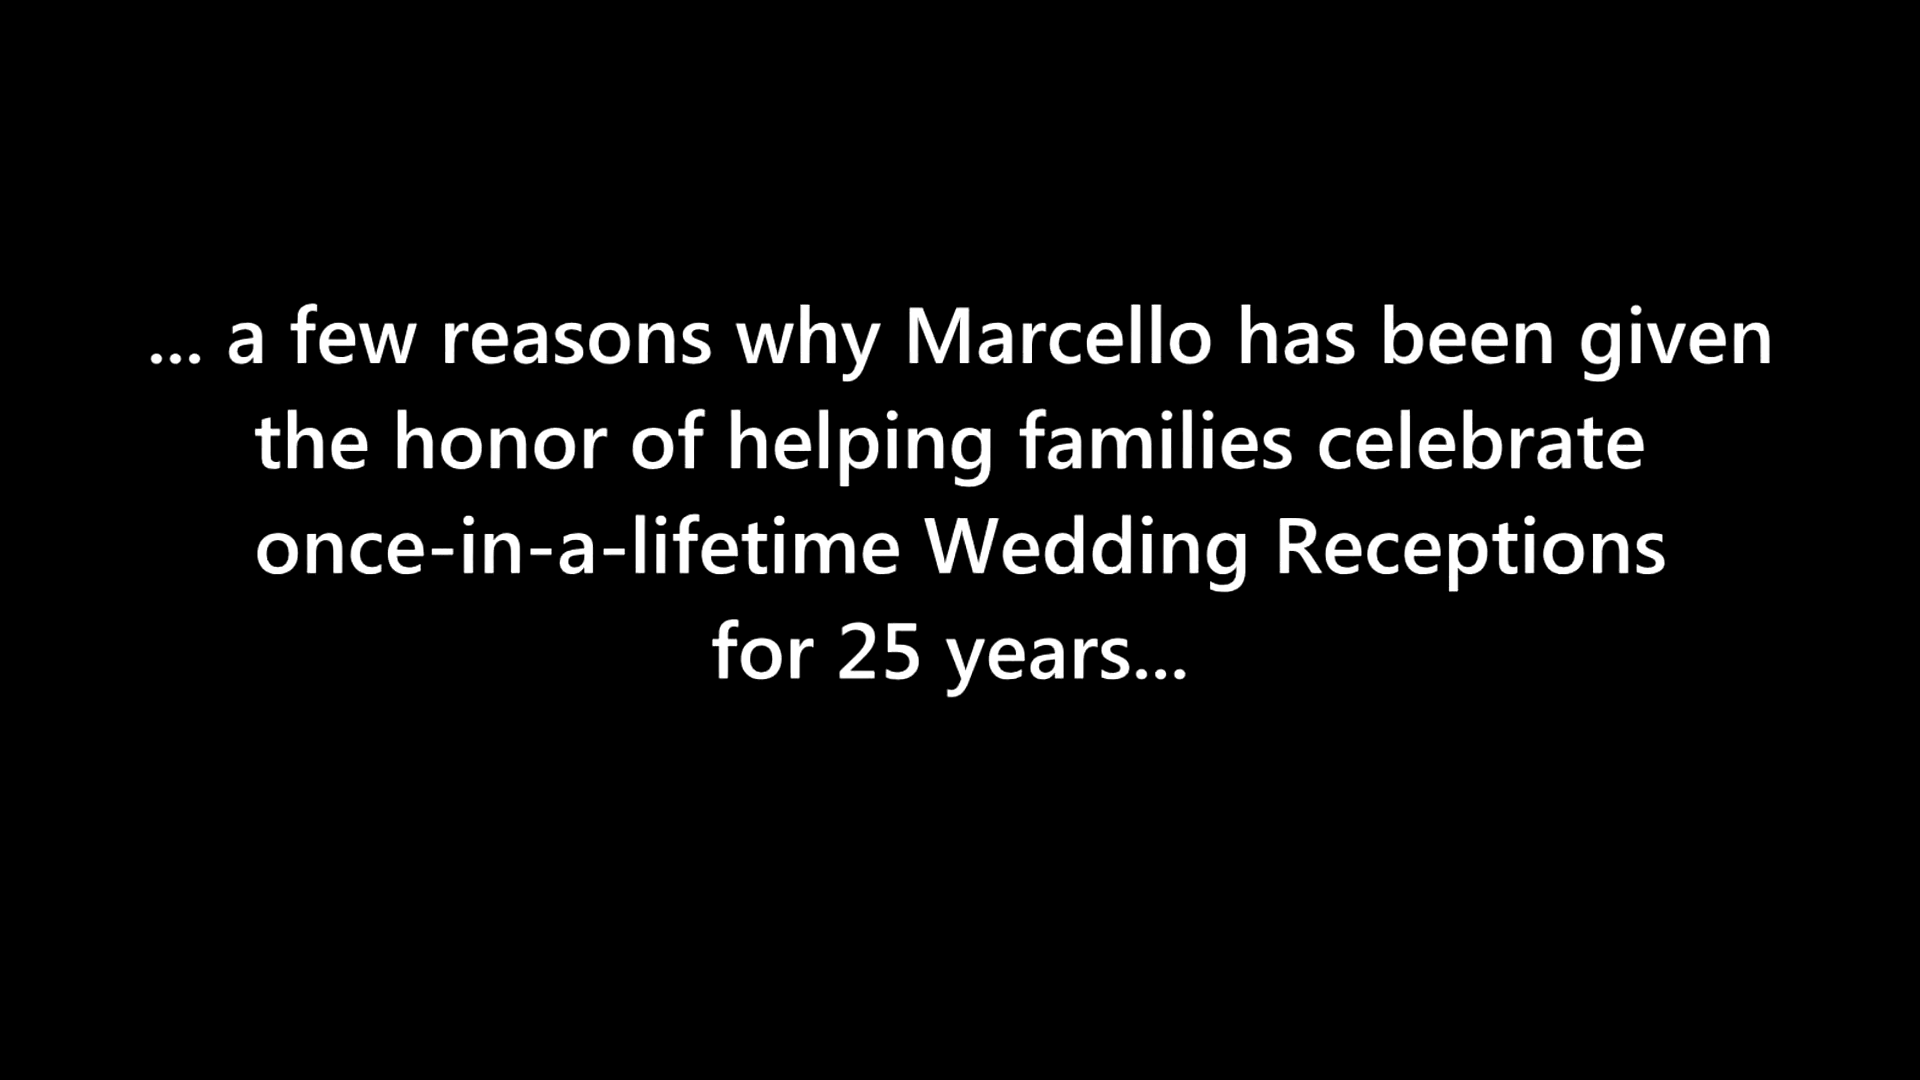 ... a few reasons why Marcello has been given
the honor of helping families celebrate
once-in-a-lifetime Wedding Receptions
for 25 years...